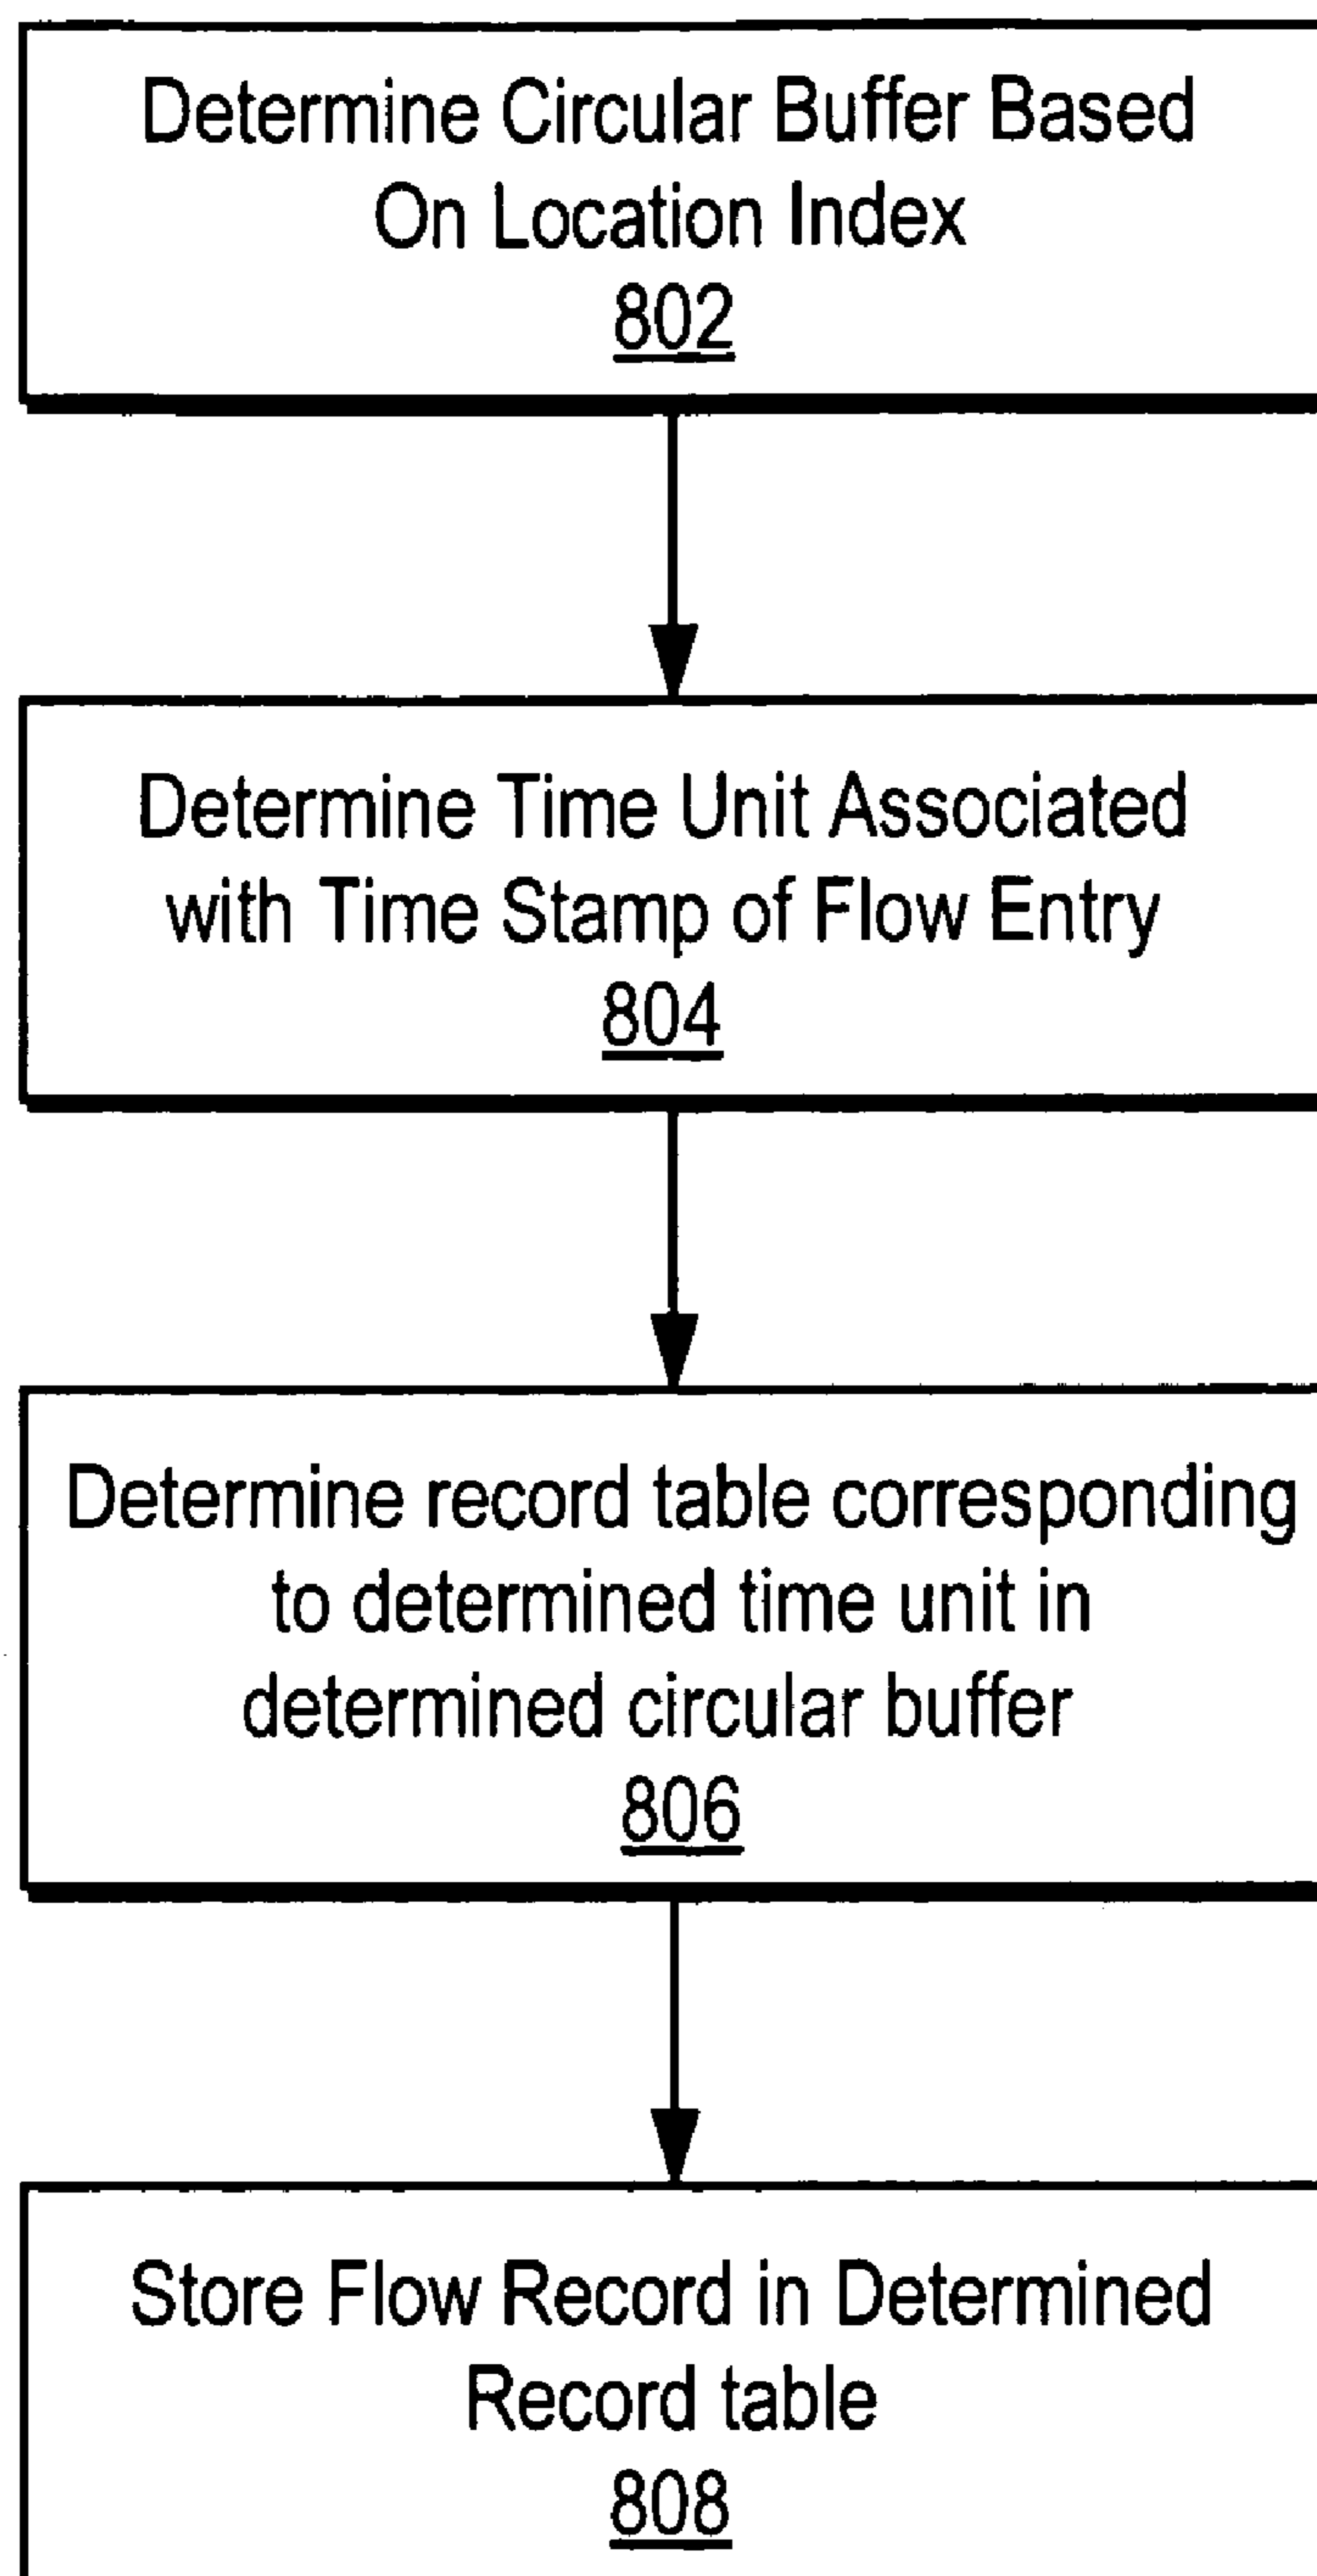 Determine Circular Buffer Based
On Location Index
802
Determine Time Unit Associated
with Time Stamp of Flow Entry
804
Determine record table corresponding
to determined time unit in
determined circular buffer
806
Store Flow Record in Determined
Record table
808